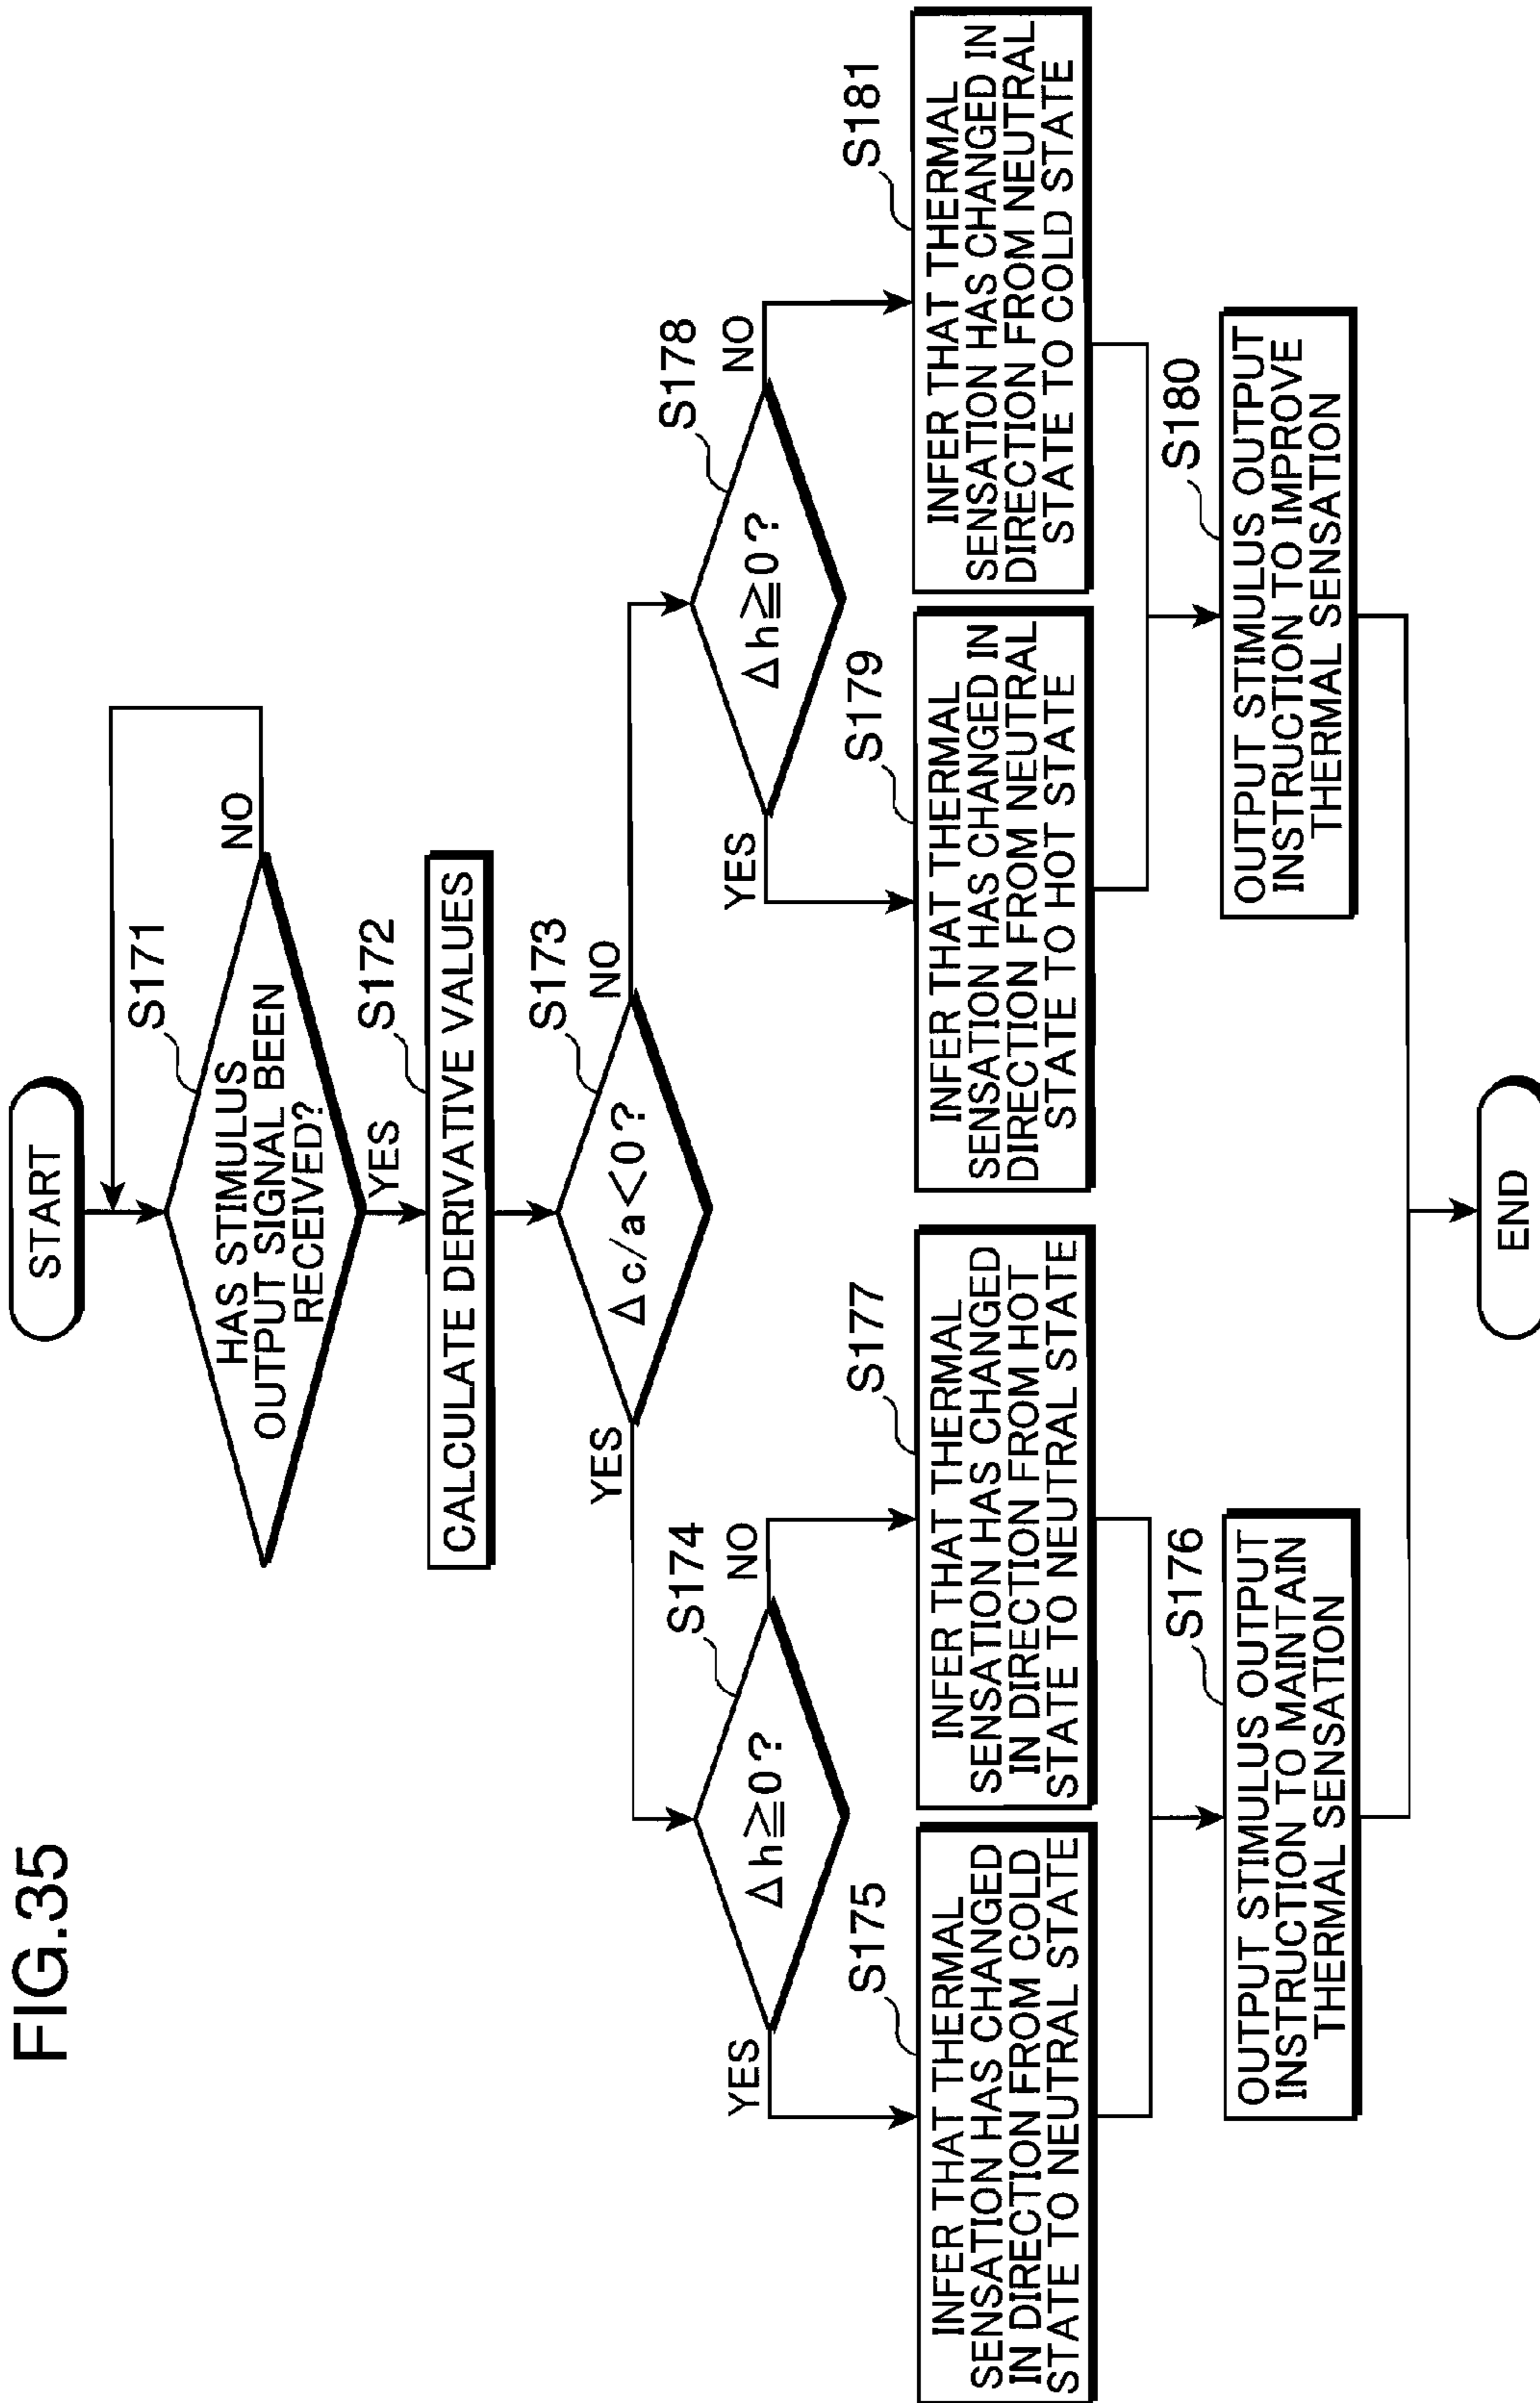 FIG.35
START
HAS STIMULUS
OUTPUT SIGNAL BEEN
RECEIVED?
S171
NO
YES
S172
CALCULATE DERIVATIVE VALUES
S173
Δc/a<0?
YES
NO
S174
Δh≧0?
YES
NO
S178
Δh≧0?
YES
NO
S175
INFER THAT THERMAL
SENSATION HAS CHANGED
IN DIRECTION FROM COLD
STATE TO NEUTRAL STATE
S177
INFER THAT THERMAL
SENSATION HAS CHANGED
IN DIRECTION FROM HOT
STATE TO NEUTRAL STATE
S179
INFER THAT THERMAL
SENSATION HAS CHANGED IN
DIRECTION FROM NEUTRAL
STATE TO HOT STATE
S181
INFER THAT THERMAL
SENSATION HAS CHANGED IN
DIRECTION FROM NEUTRAL
STATE TO COLD STATE
S176
OUTPUT STIMULUS OUTPUT
INSTRUCTION TO MAINTAIN
THERMAL SENSATION
S180
OUTPUT STIMULUS OUTPUT
INSTRUCTION TO IMPROVE
THERMAL SENSATION
END